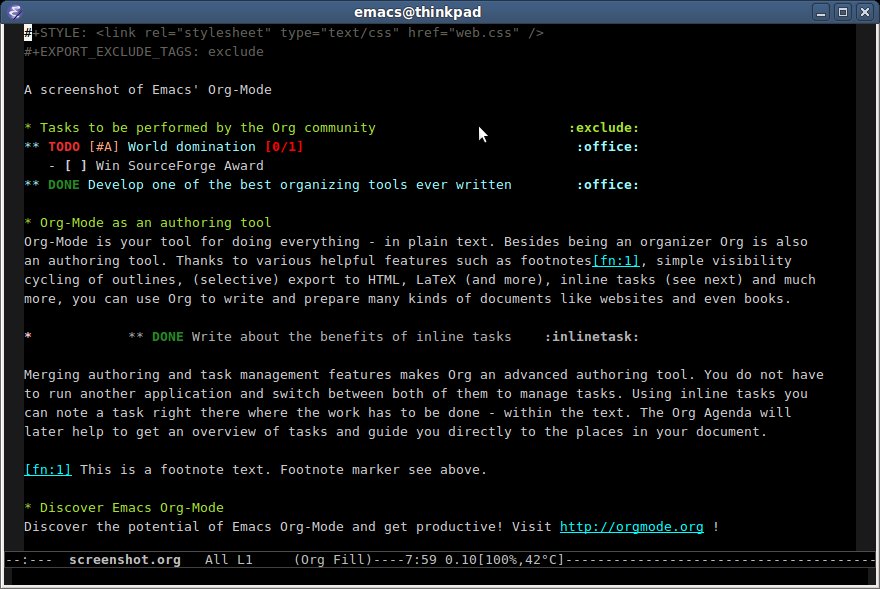 emacs@thinkpad
#+STYLE: <link rel="stylesheet" type="text/css" href="web.css" />
#+EXPORT_EXCLUDE_TAGS: exclude
A screenshot of Emacs' Org-Mode
* Tasks to be performed by the Org community :exclude:
** TODO [#A] World domination [0/1] :office:
- [ ] Win SourceForge Award
** DONE Develop one of the best organizing tools ever written :office:
* Org-Mode as an authoring tool
Org-Mode is your tool for doing everything - in plain text. Besides being an organizer Org is also
an authoring tool. Thanks to various helpful features such as footnotes[fn:1], simple visibility
cycling of outlines, (selective) export to HTML, LaTeX (and more), inline tasks (see next) and much
more, you can use Org to write and prepare many kinds of documents like websites and even books.
* ** DONE Write about the benefits of inline tasks :inlinetask:
Merging authoring and task management features makes Org an advanced authoring tool. You do not have
to run another application and switch between both of them to manage tasks. Using inline tasks you
can note a task right there where the work has to be done - within the text. The Org Agenda will
later help to get an overview of tasks and guide you directly to the places in your document.
[fn:1] This is a footnote text. Footnote marker see above.
* Discover Emacs Org-Mode
Discover the potential of Emacs Org-Mode and get productive! Visit http://orgmode.org !
--:--- screenshot.org All L1 (Org Fill)----7:59 0.10[100%,42°C]---------------------------------------